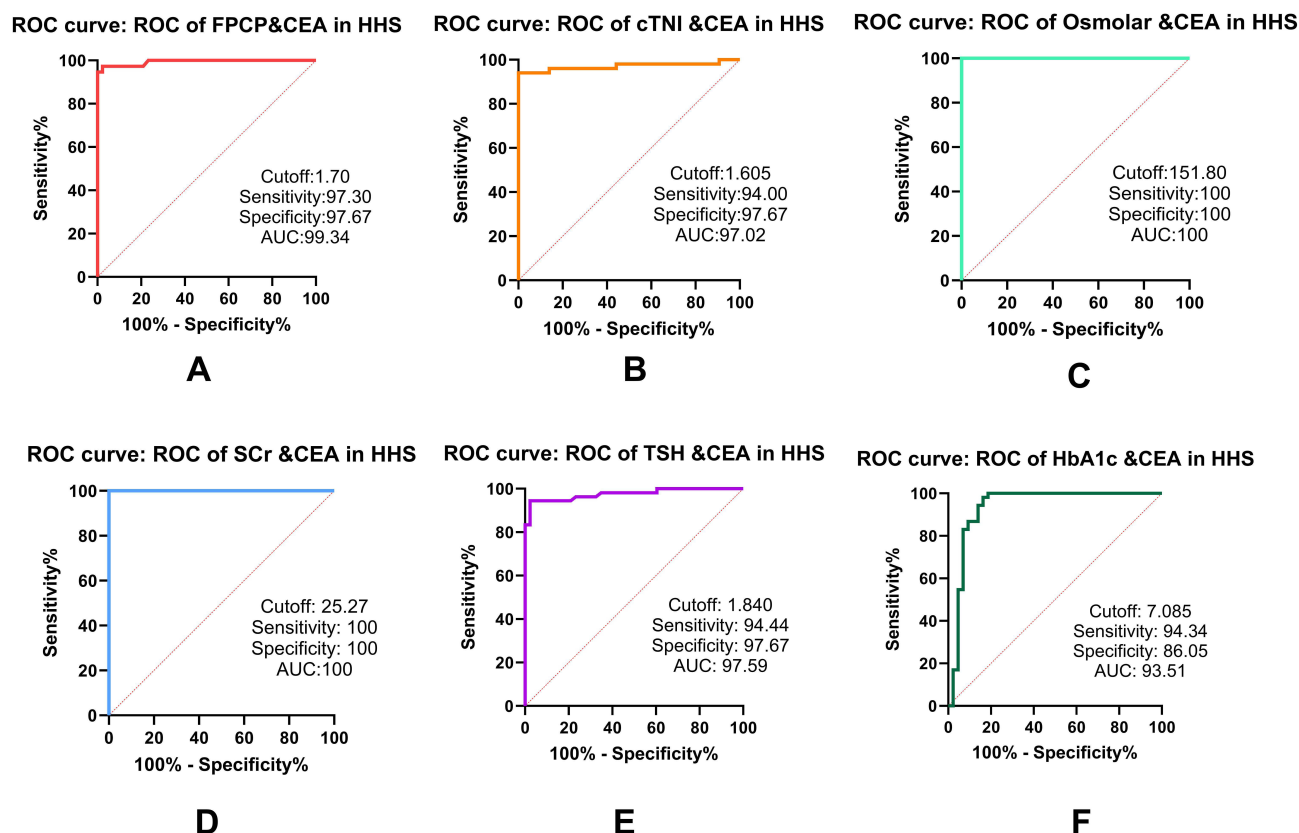 ROC curve: ROC of FPCP&CEA in HHS
Sensitivity%
100
80
60
40
20
0
Cutoff:1.70
Sensitivity:97.30
Specificity:97.67
AUC:99.34
0 20 40 60 80 100
100% - Specificity%
A
ROC curve: ROC of cTNI &CEA in HHS
Sensitivity%
100
80
60
40
20
0
Cutoff:1.605
Sensitivity:94.00
Specificity:97.67
AUC:97.02
0 20 40 60 80 100
100% - Specificity%
B
ROC curve: ROC of Osmolar &CEA in HHS
Sensitivity%
100
80
60
40
20
0
Cutoff:151.80
Sensitivity:100
Specificity:100
AUC:100
0 20 40 60 80 100
100% - Specificity%
C
ROC curve: ROC of SCr &CEA in HHS
Sensitivity%
100
80
60
40
20
0
Cutoff: 25.27
Sensitivity: 100
Specificity: 100
AUC:100
0 20 40 60 80 100
100% - Specificity%
D
ROC curve: ROC of TSH &CEA in HHS
Sensitivity%
100
80
60
40
20
0
Cutoff: 1.840
Sensitivity: 94.44
Specificity: 97.67
AUC: 97.59
0 20 40 60 80 100
100% - Specificity%
E
ROC curve: ROC of HbA1c &CEA in HHS
Sensitivity%
100
80
60
40
20
0
Cutoff: 7.085
Sensitivity: 94.34
Specificity: 86.05
AUC: 93.51
0 20 40 60 80 100
100% - Specificity%
F